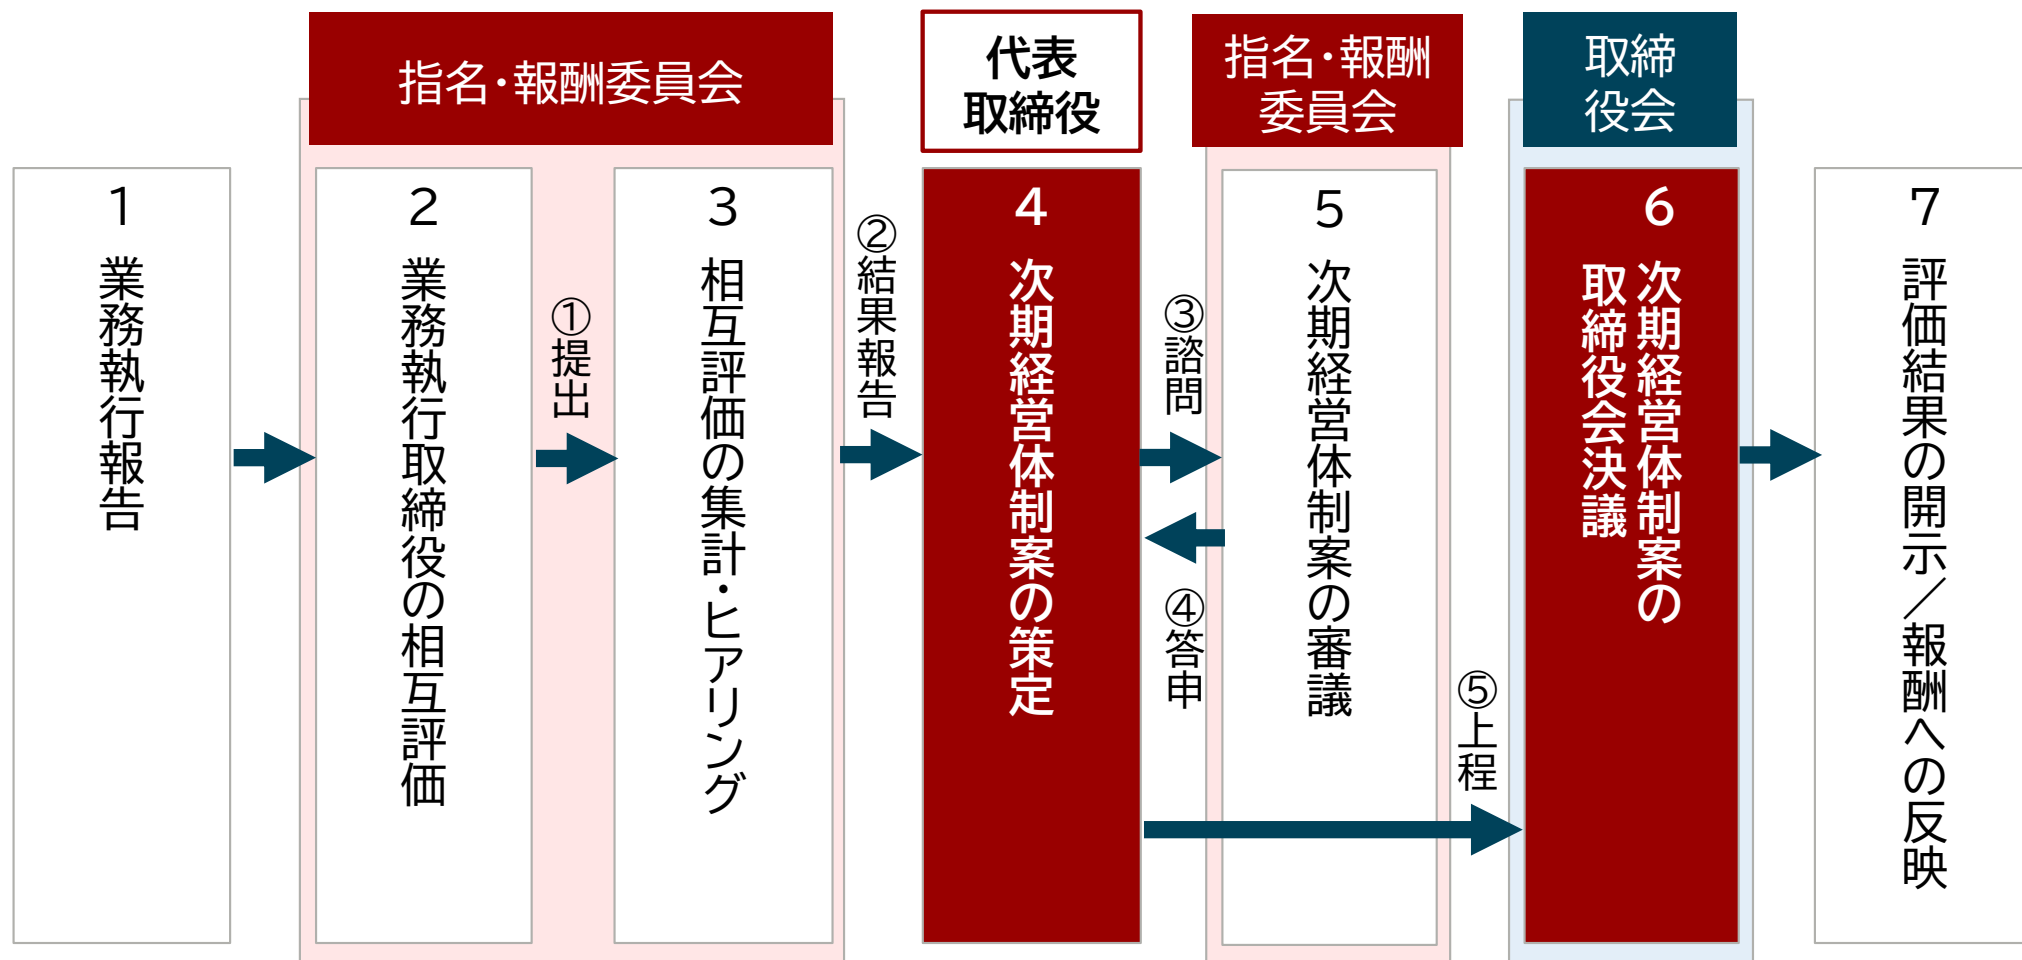 指名・報酬委員会
代表
取締役
指名・報酬
委員会
取締
役会
1
業務執行報告
2
業務執行取締役の相互評価
①提出
3
相互評価の集計・ヒアリング
②結果報告
4
次期経営体制案の策定
③諮問
④答申
5
次期経営体制案の審議
⑤上程
6
次期経営体制案の
取締役会決議
7
評価結果の開示／報酬への反映